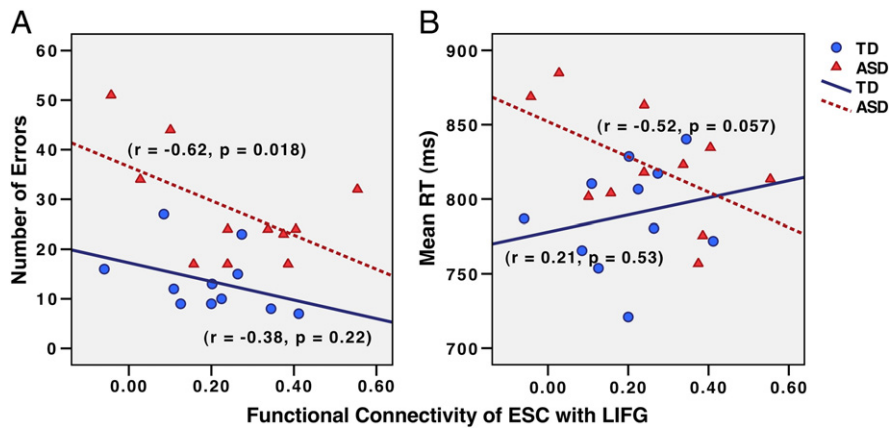 A
B
60
50
40
30
20
10
0
Number of Errors
(r = -0.62, p = 0.018)
(r = -0.38, p = 0.22)
0.00 0.20 0.40 0.60
900
850
800
750
700
Mean RT (ms)
(r = -0.52, p = 0.057)
(r = 0.21, p = 0.53)
0.00 0.20 0.40 0.60
TD
ASD
TD
ASD
Functional Connectivity of ESC with LIFG